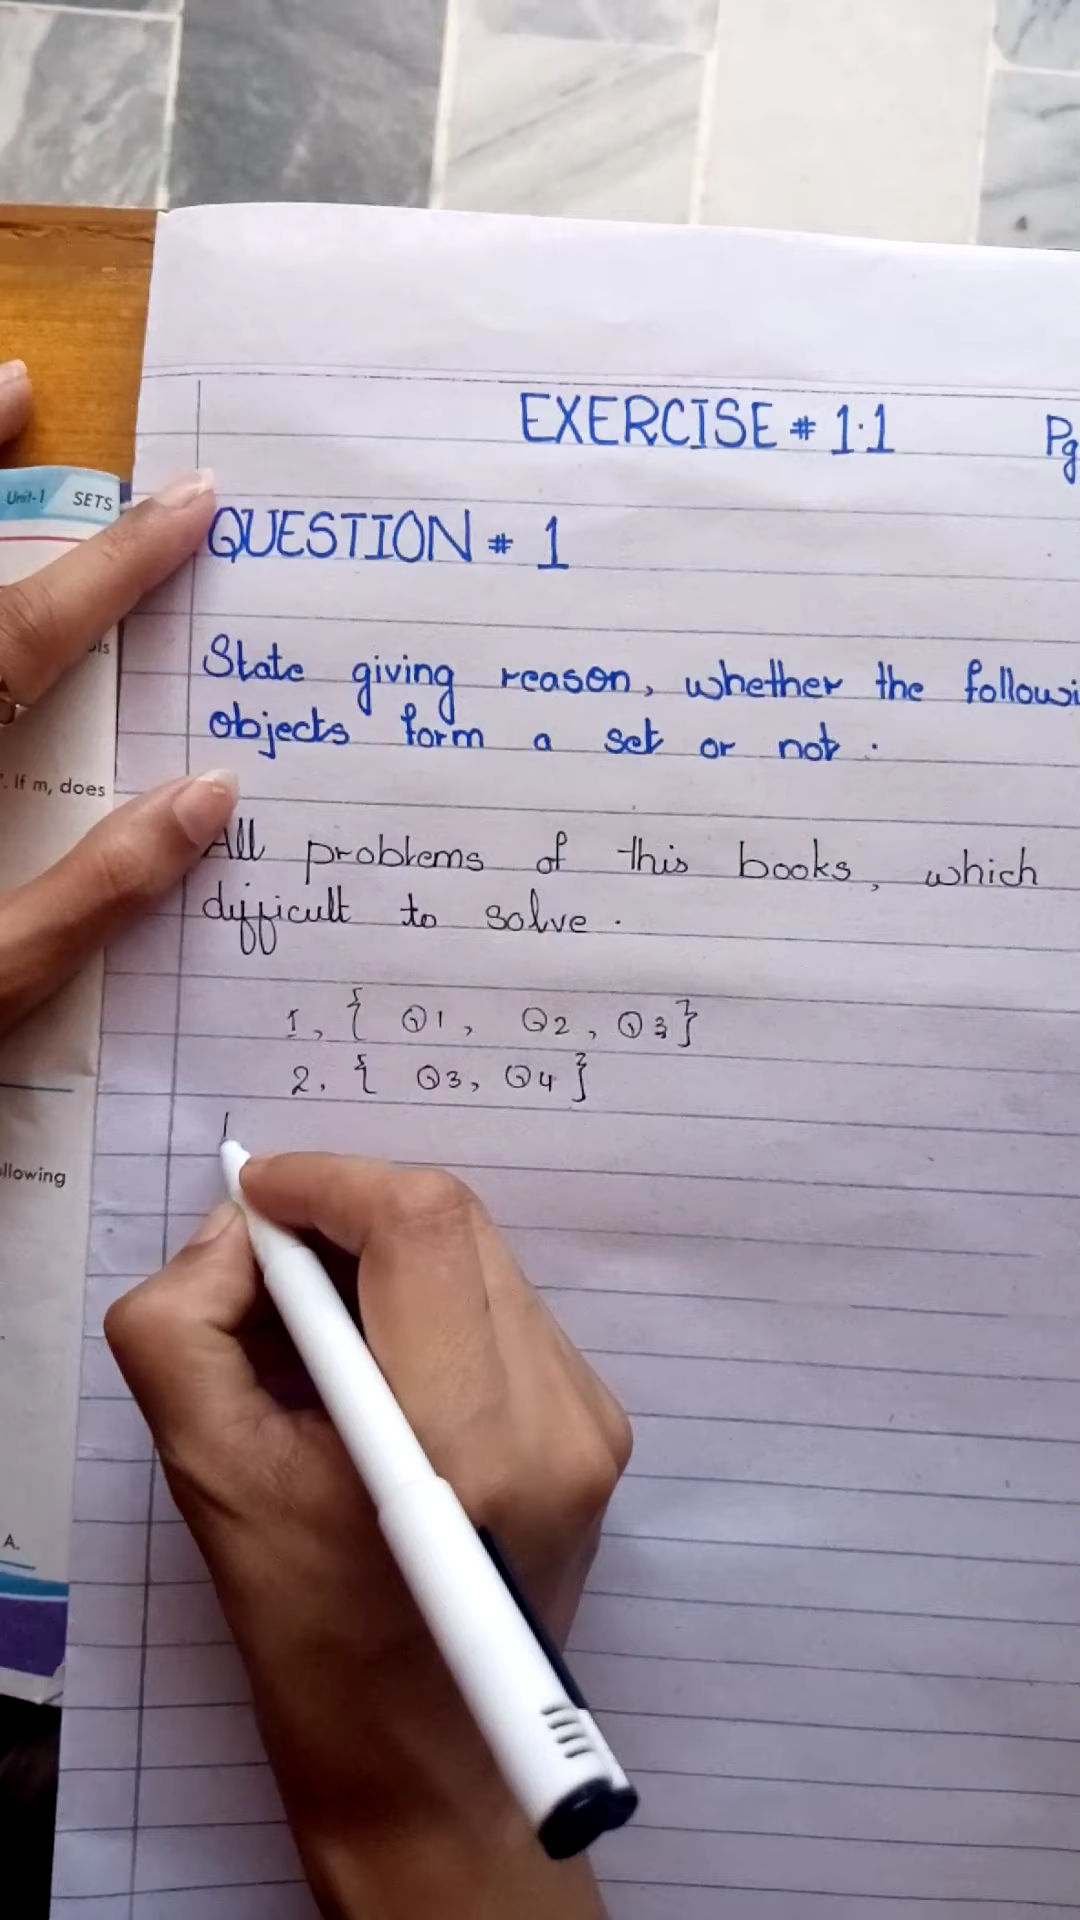 EXERCISE # 1.1
Pg
Unit-1 SETS
QUESTION # 1
State giving reason, whether the followi
objects form a set or not.
. If m, does
All problems of this books, which
difficult to solve.
1, { Q1, Q2, Q3}
2. { Q3, Q4 }
llowing
A.